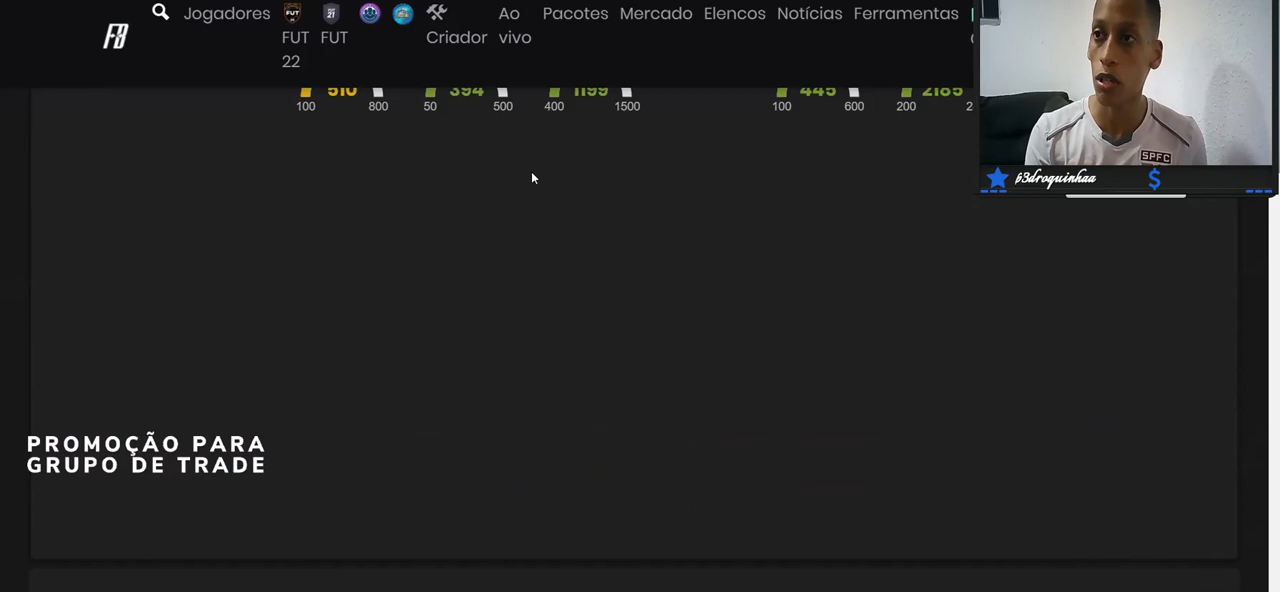 Jogadores
FUT 22
FUT
Criador
Ao vivo
Pacotes
Mercado
Elencos
Notícias
Ferramentas
510
394
1199
445
2185
100
800
50
500
400
1500
100
600
200
2
SPFC
p3droquinhaa
$
PROMOÇÃO PARA
GRUPO DE TRADE